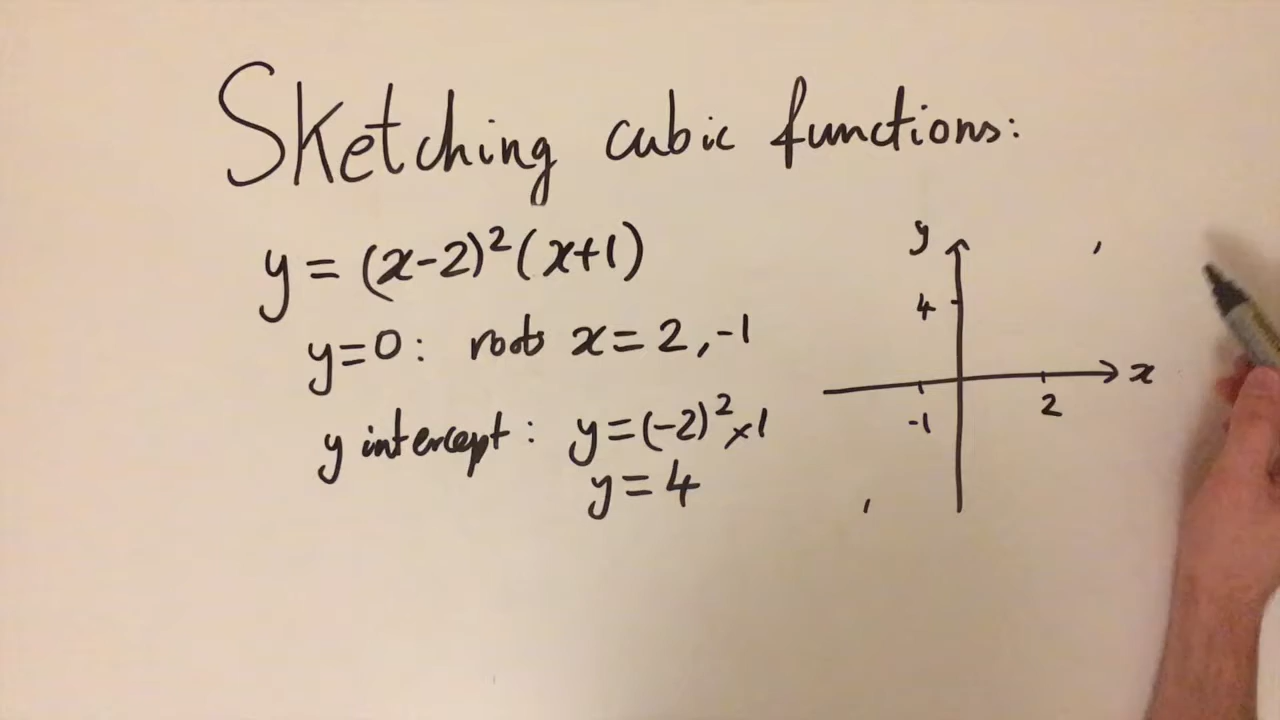 Sketching cubic functions:
y = (x-2)²(x+1)
y=0: roots x = 2, -1
y intercept: y = (-2)² × 1
y = 4
y
4
x
-1
2